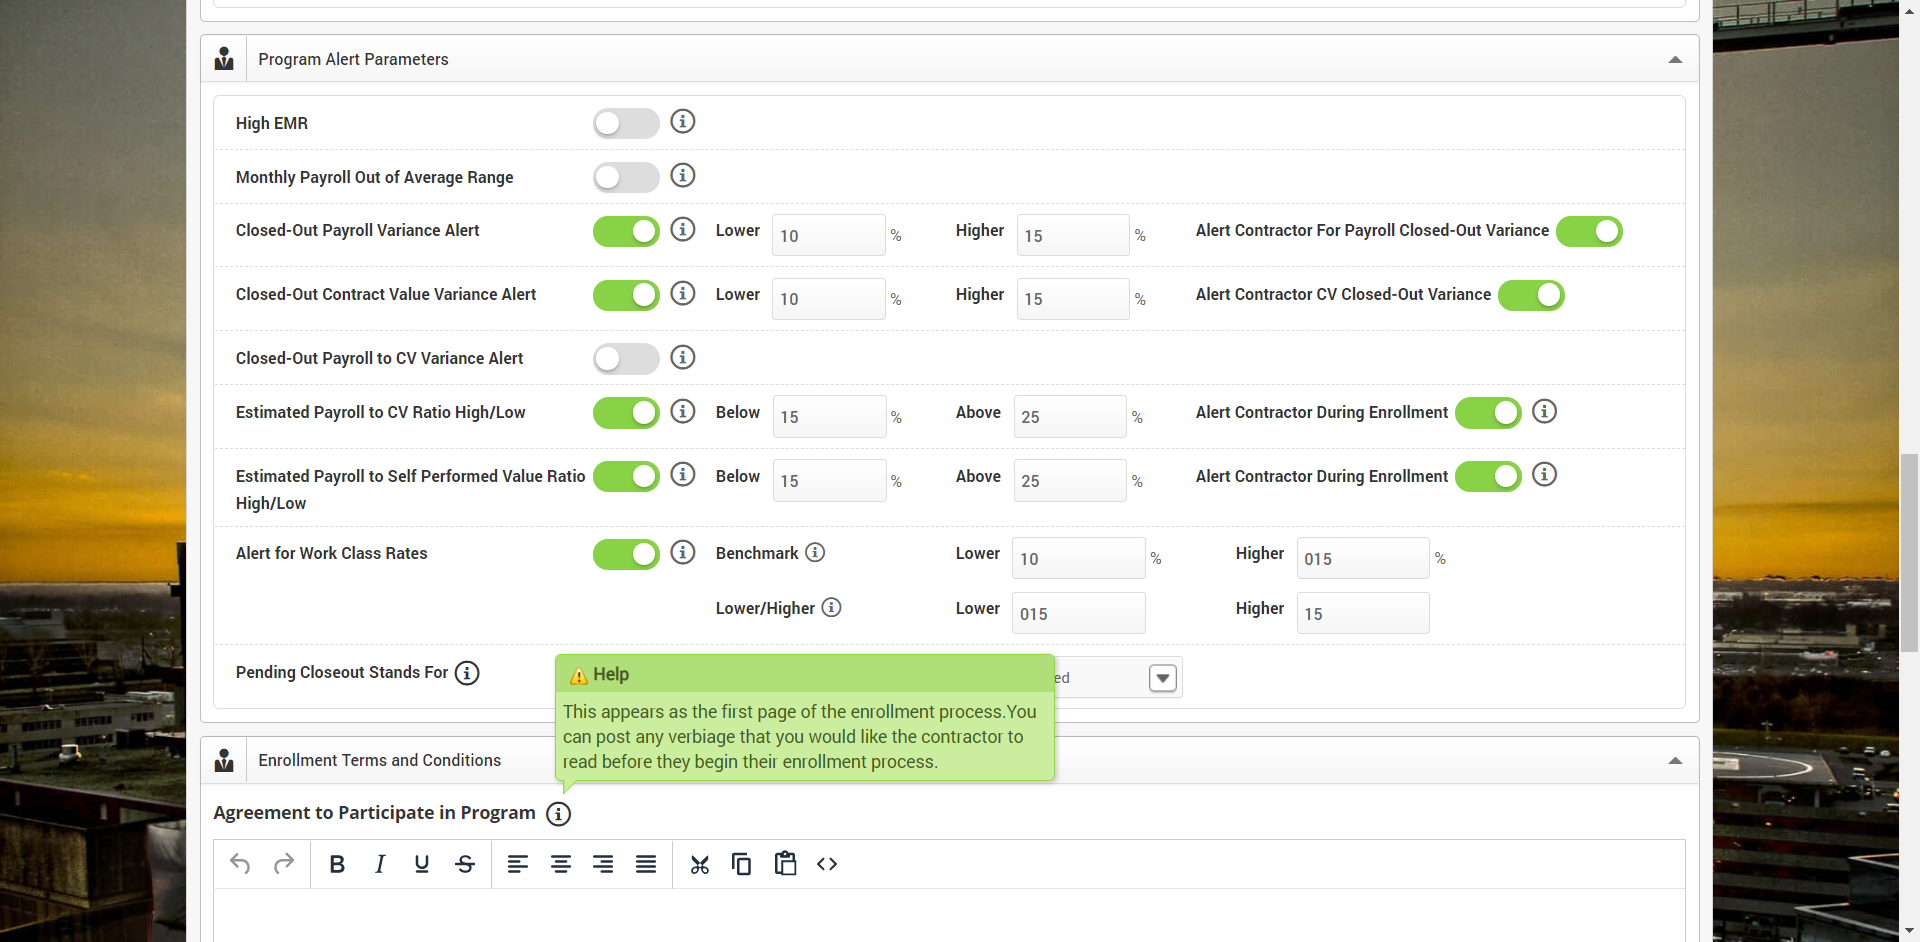 Program Alert Parameters
High EMR
Monthly Payroll Out of Average Range
Closed-Out Payroll Variance Alert Lower 10 % Higher 15 % Alert Contractor For Payroll Closed-Out Variance
Closed-Out Contract Value Variance Alert Lower 10 % Higher 15 % Alert Contractor CV Closed-Out Variance
Closed-Out Payroll to CV Variance Alert
Estimated Payroll to CV Ratio High/Low Below 15 % Above 25 % Alert Contractor During Enrollment
Estimated Payroll to Self Performed Value Ratio Below 15 % Above 25 % Alert Contractor During Enrollment
High/Low
Alert for Work Class Rates Benchmark Lower 10 % Higher 015 %
Lower/Higher Lower 015 Higher 15
Pending Closeout Stands For ed
Help
This appears as the first page of the enrollment process.You
can post any verbiage that you would like the contractor to
read before they begin their enrollment process.
Enrollment Terms and Conditions
Agreement to Participate in Program